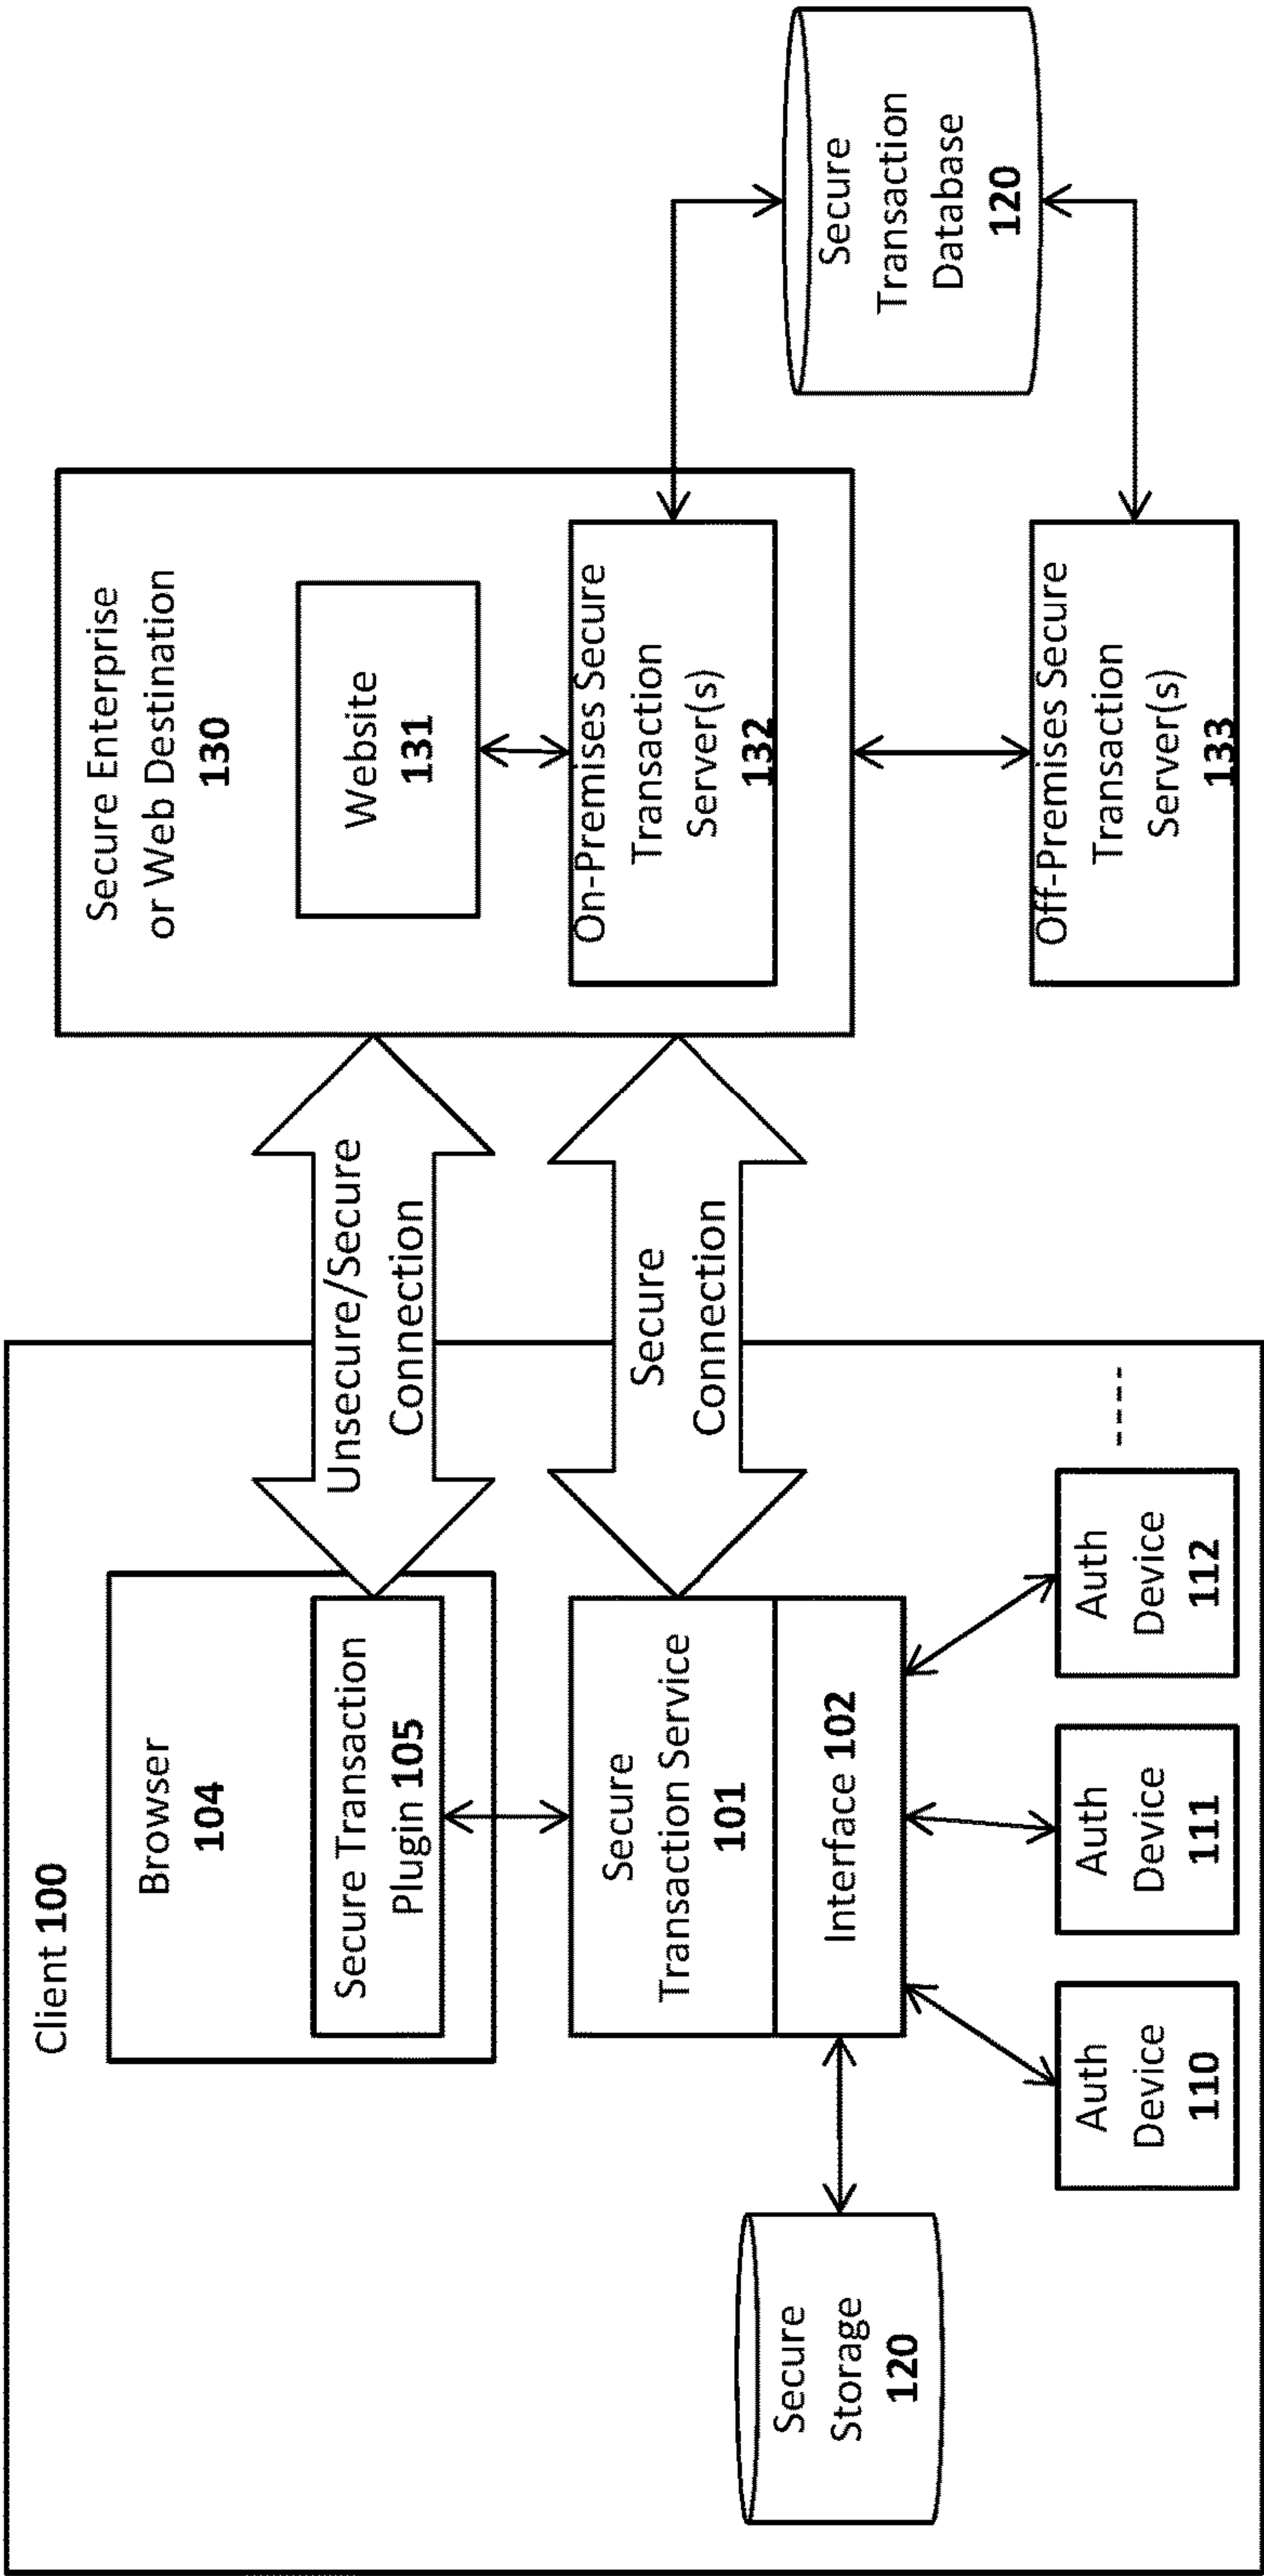 Client 100
Browser
104
Secure Transaction
Plugin 105
Secure
Transaction Service
101
Interface 102
Secure
Storage
120
Auth
Device
110
Auth
Device
111
Auth
Device
112
Unsecure/Secure
Connection
Secure
Connection
Secure Enterprise
or Web Destination
130
Website
131
On-Premises Secure
Transaction
Server(s)
132
Off-Premises Secure
Transaction
Server(s)
133
Secure
Transaction
Database
120